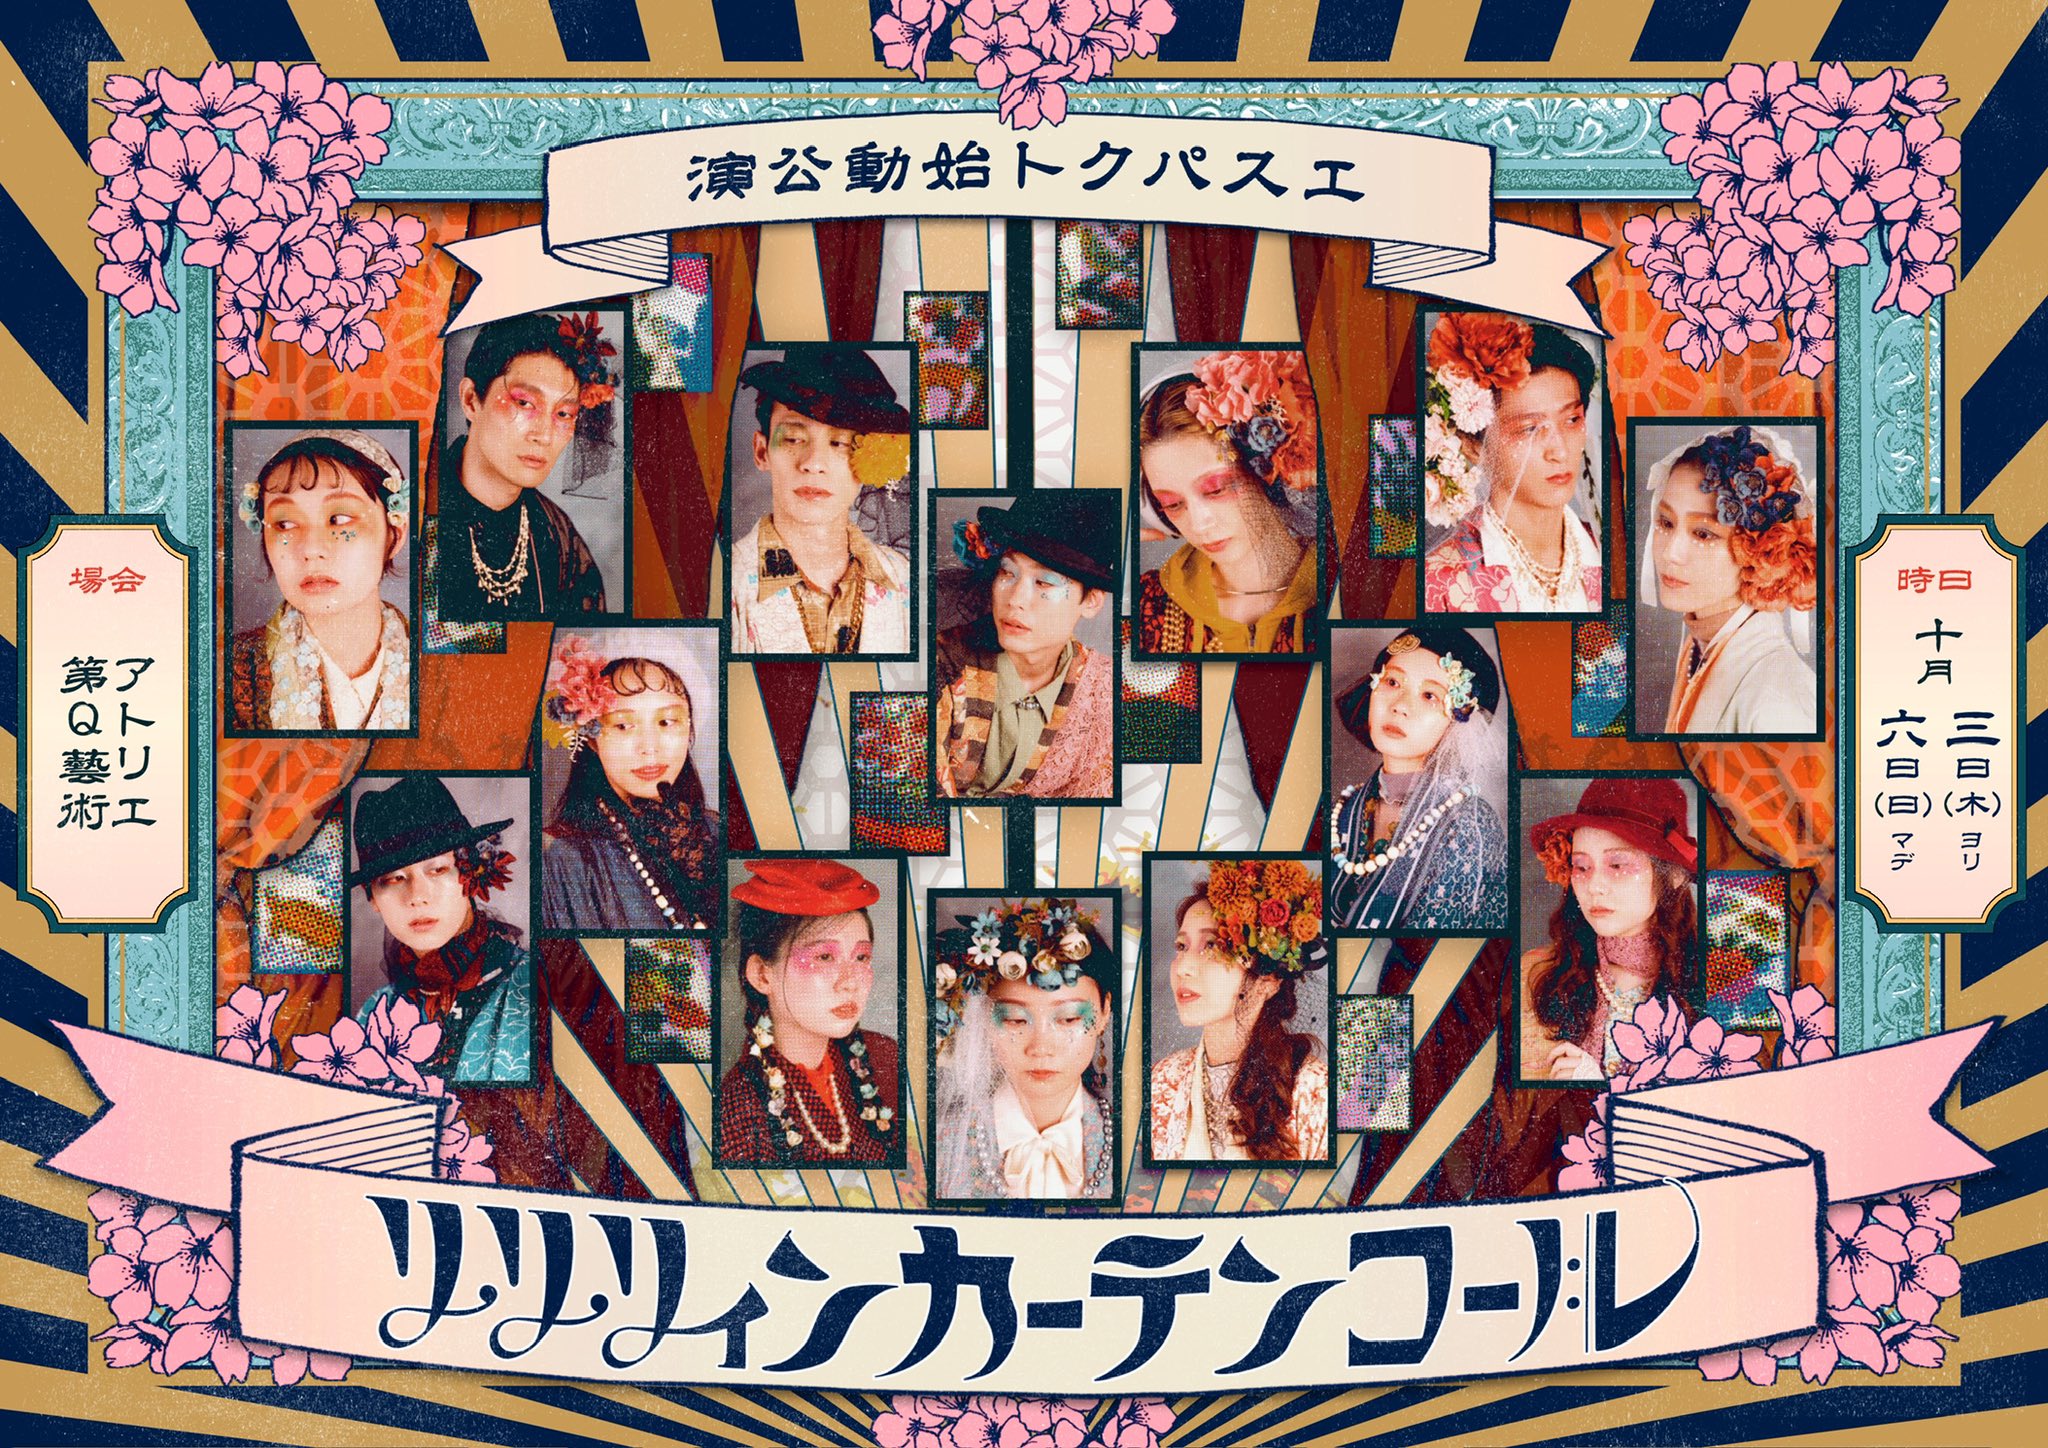 エスパクト始動公演
日時
十月
三日(木)ヨリ
六日(日)マデ
会場
アトリエ
第Q藝術
リリリィンカーテンコール